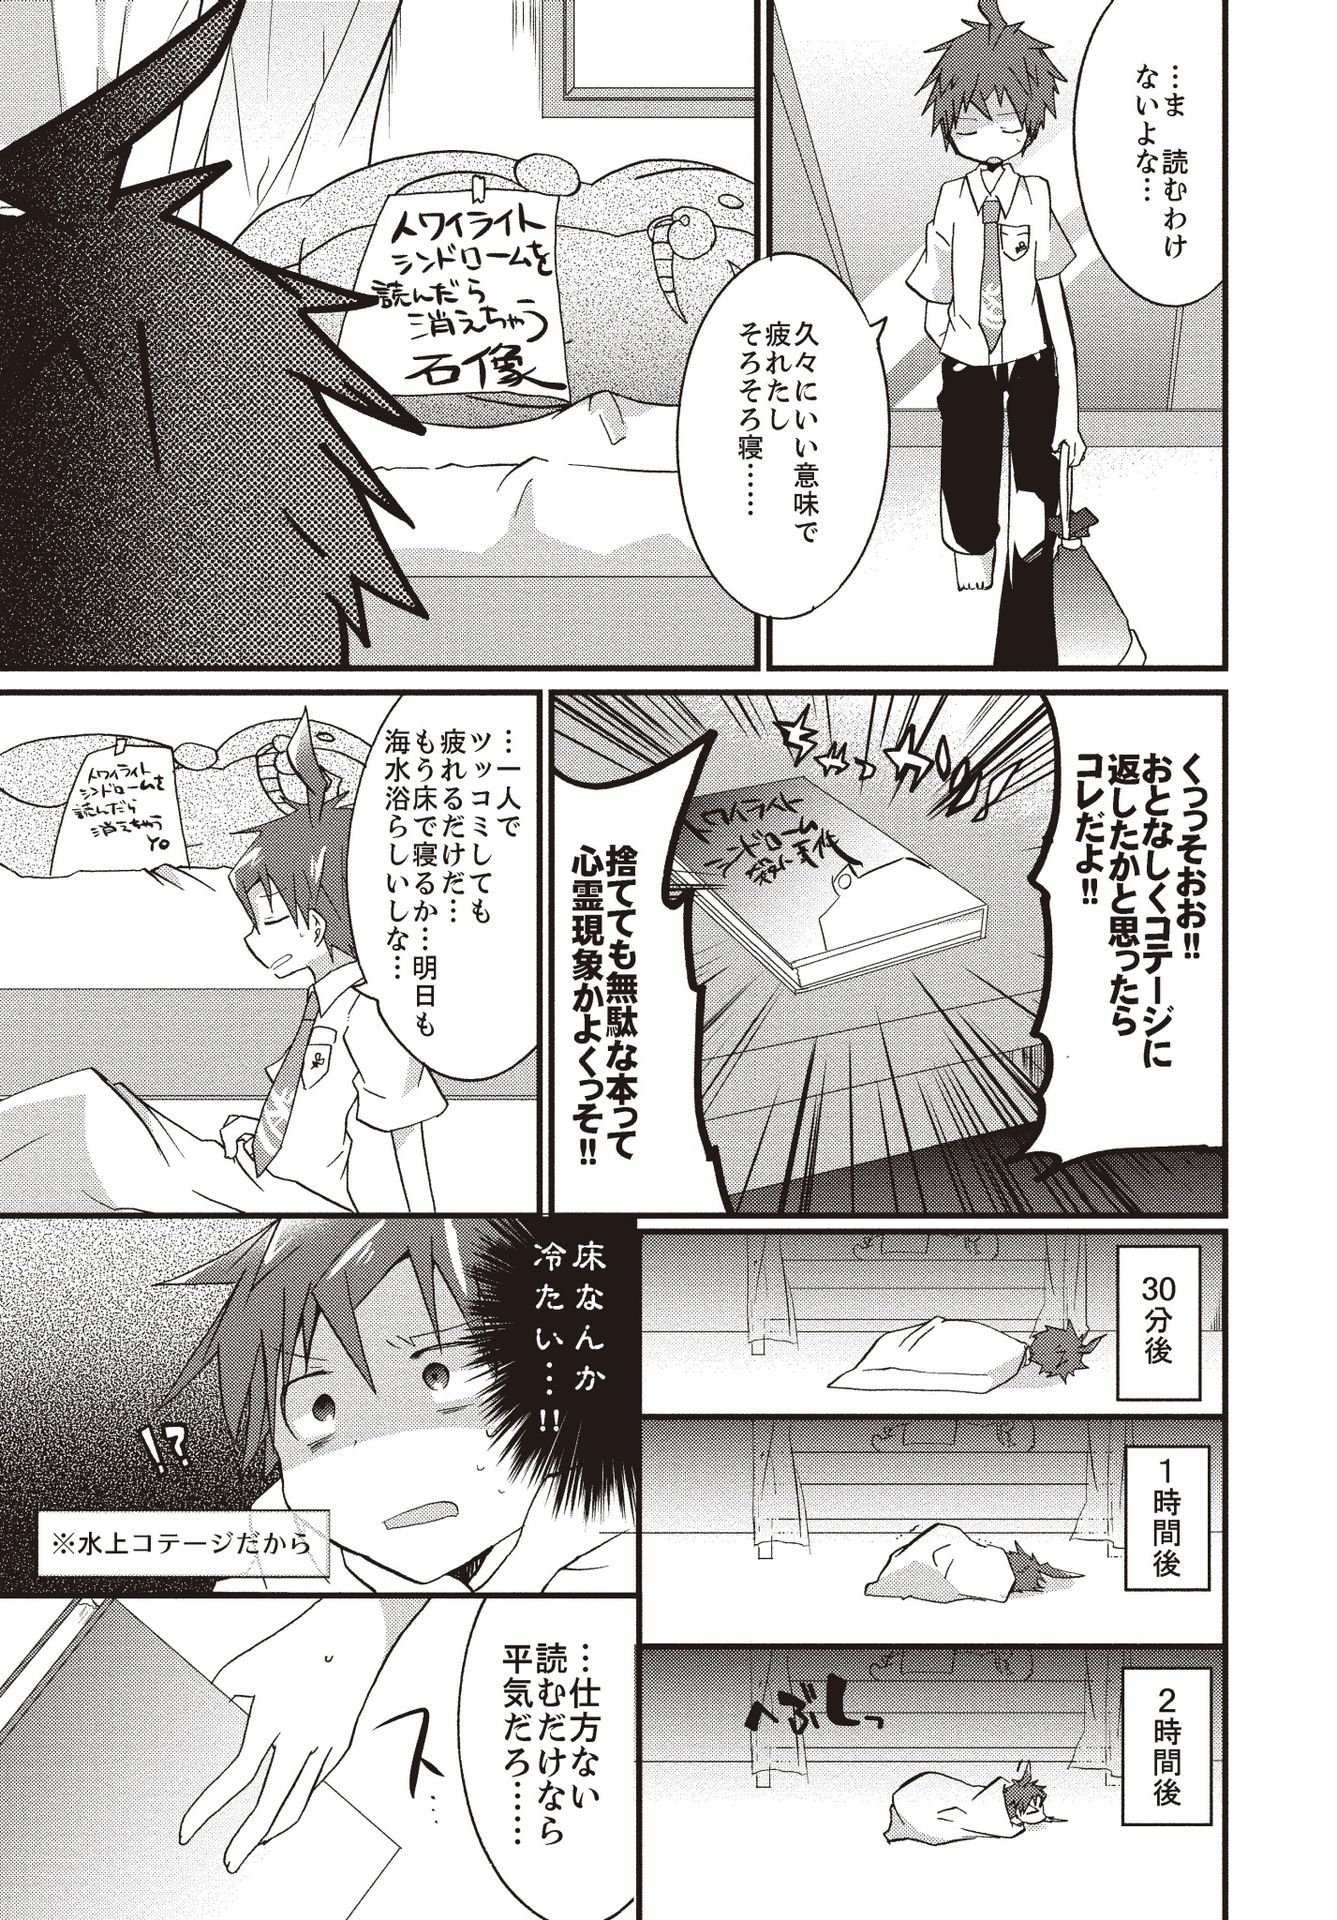 …ま 読むわけ
ないよな…
久々にいい意味で
疲れたし
そろそろ寝……
トワイライト
シンドロームを
読んだら
消えちゃう
石像
くっっそおお!!
おとなしくコテージに
返したかと思ったら
コレだよ!!
トワイライト
シンドローム
殺人事件
捨てても無駄な本って
心霊現象かよくっそ!!
…一人で
ツッコミしても
疲れるだけだ…
もう床で寝るか…明日も
海水浴らしいしな…
トワイライト
シンドロームを
読んだら
消えちゃう
YO
30分後
1時間後
2時間後
へぶしっ
床なんか
冷たい…!!
!?
※水上コテージだから
…仕方ない
読むだけなら
平気だろ……
ス